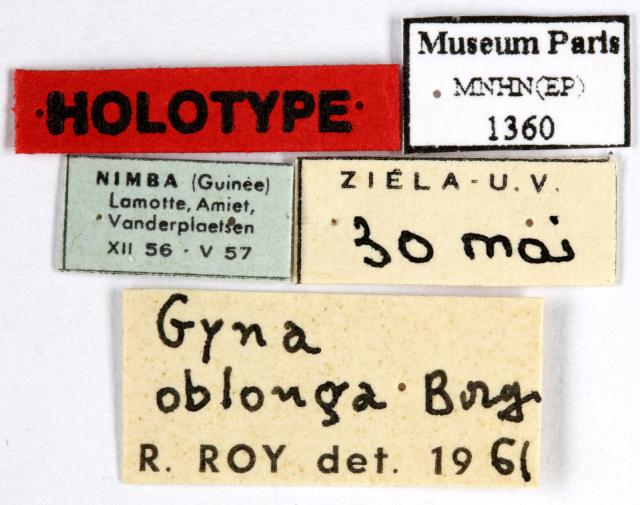 HOLOTYPE
Museum Paris
MNHN(EP)
1360
NIMBA (Guinée)
Lamotte, Amiet,
Vanderplaetsen
XII 56 - V 57
ZIÉLA - U. V.
30 mai
Gyna
oblonga Borg.
R. ROY det. 1961